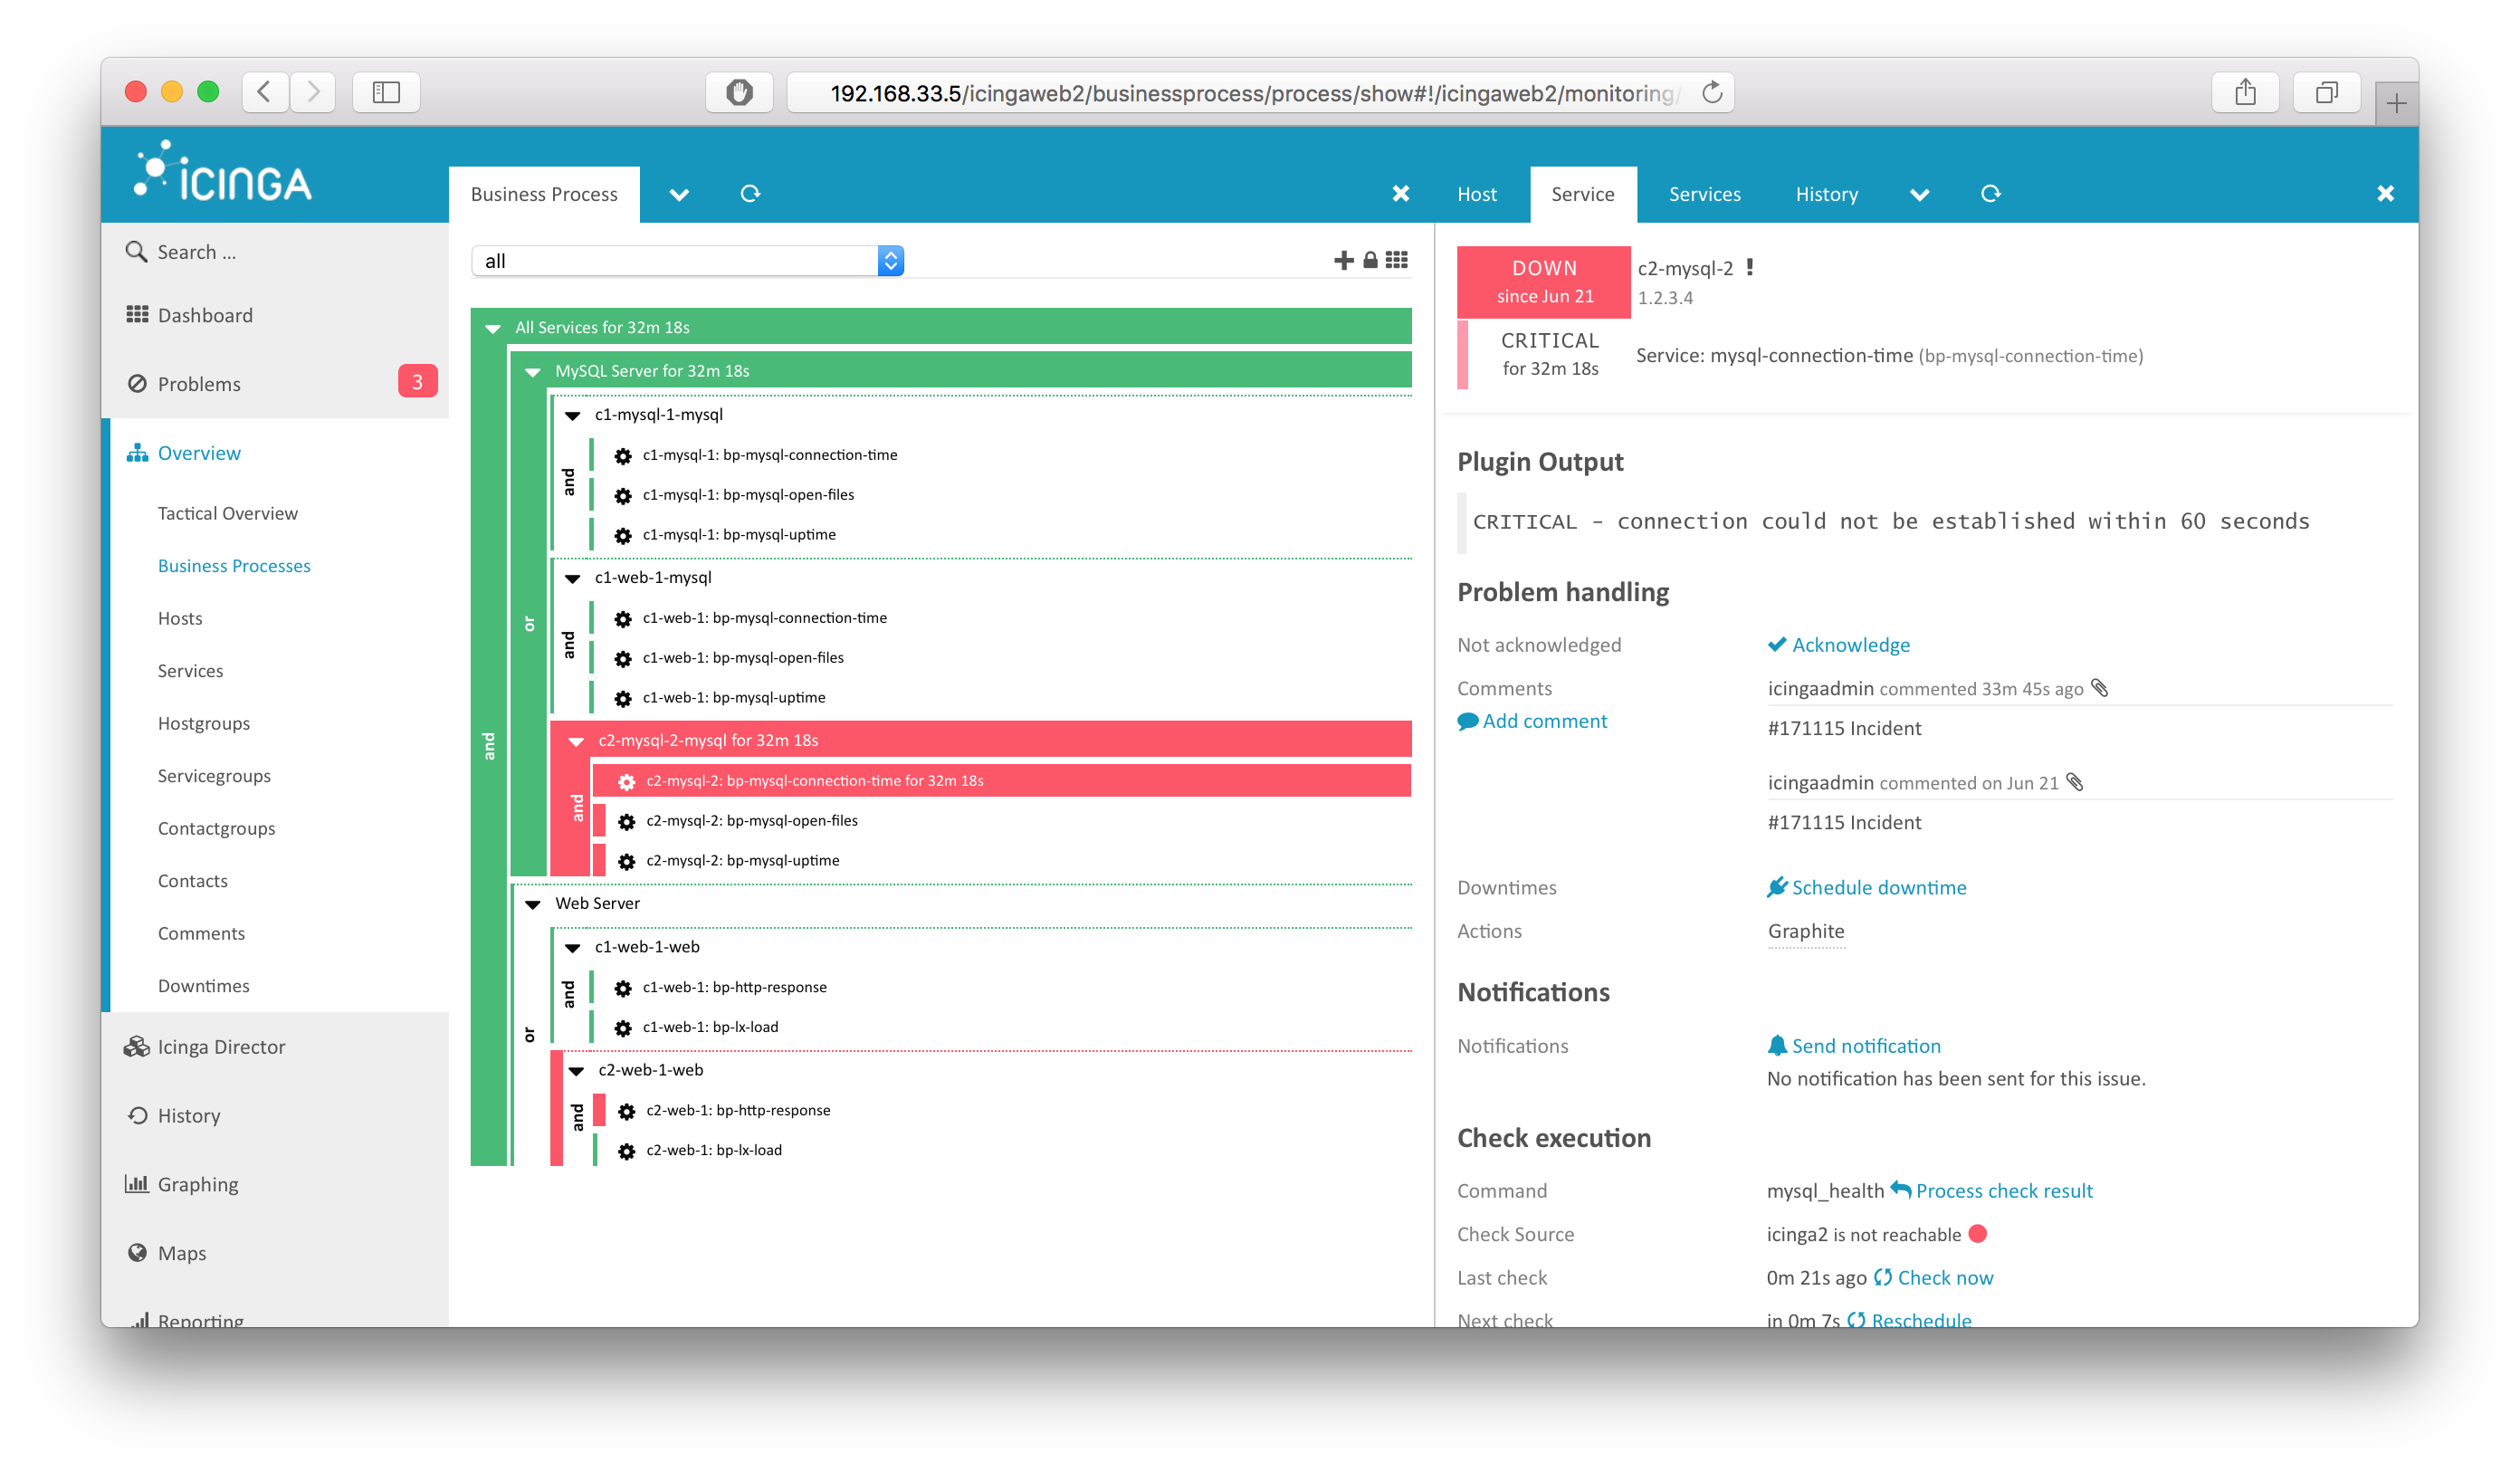 192.168.33.5/icingaweb2/businessprocess/process/show#!/icingaweb2/monitoring/
ICINGA
Business Process
Host
Service
Services
History
Search ...
Dashboard
Problems
3
Overview
Tactical Overview
Business Processes
Hosts
Services
Hostgroups
Servicegroups
Contactgroups
Contacts
Comments
Downtimes
Icinga Director
History
Graphing
Maps
Reporting
all
All Services for 32m 18s
and
MySQL Server for 32m 18s
or
c1-mysql-1-mysql
and
c1-mysql-1: bp-mysql-connection-time
c1-mysql-1: bp-mysql-open-files
c1-mysql-1: bp-mysql-uptime
c1-web-1-mysql
and
c1-web-1: bp-mysql-connection-time
c1-web-1: bp-mysql-open-files
c1-web-1: bp-mysql-uptime
c2-mysql-2-mysql for 32m 18s
and
c2-mysql-2: bp-mysql-connection-time for 32m 18s
c2-mysql-2: bp-mysql-open-files
c2-mysql-2: bp-mysql-uptime
Web Server
or
c1-web-1-web
and
c1-web-1: bp-http-response
c1-web-1: bp-lx-load
c2-web-1-web
and
c2-web-1: bp-http-response
c2-web-1: bp-lx-load
DOWN
since Jun 21
c2-mysql-2
1.2.3.4
CRITICAL
for 32m 18s
Service: mysql-connection-time (bp-mysql-connection-time)
Plugin Output
CRITICAL - connection could not be established within 60 seconds
Problem handling
Not acknowledged
Acknowledge
Comments
icingaadmin commented 33m 45s ago
Add comment
#171115 Incident
icingaadmin commented on Jun 21
#171115 Incident
Downtimes
Schedule downtime
Actions
Graphite
Notifications
Notifications
Send notification
No notification has been sent for this issue.
Check execution
Command
mysql_health Process check result
Check Source
icinga2 is not reachable
Last check
0m 21s ago Check now
Next check
in 0m 7s Reschedule